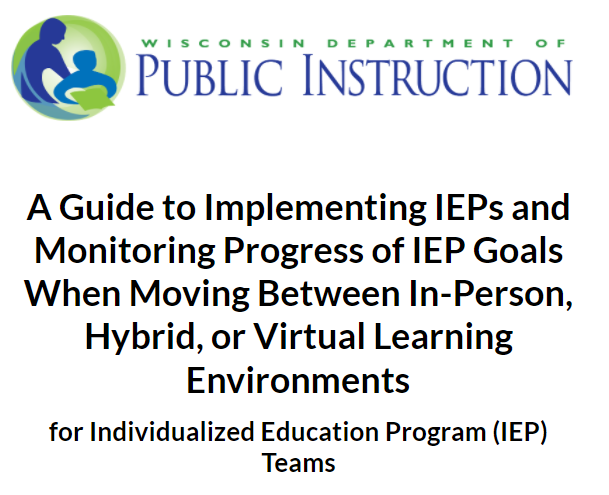 WISCONSIN DEPARTMENT OF
PUBLIC INSTRUCTION
A Guide to Implementing IEPs and
Monitoring Progress of IEP Goals
When Moving Between In-Person,
Hybrid, or Virtual Learning
Environments
for Individualized Education Program (IEP)
Teams